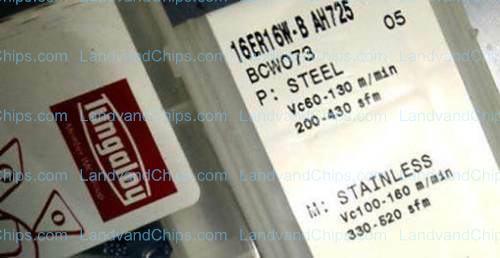 16ER16W-B AH725
BCW073 05
P: STEEL
Vc60-130 m/min
200-430 sfm
M: STAINLESS
Vc100-160 m/min
330-520 sfm
Tungaloy
LandvandChips.com